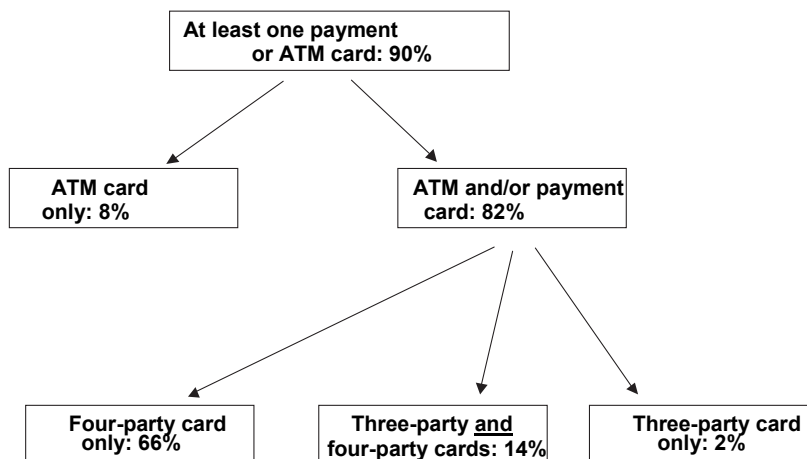 At least one payment
or ATM card: 90%
ATM card
only: 8%
ATM and/or payment
card: 82%
Four-party card
only: 66%
Three-party and
four-party cards: 14%
Three-party card
only: 2%